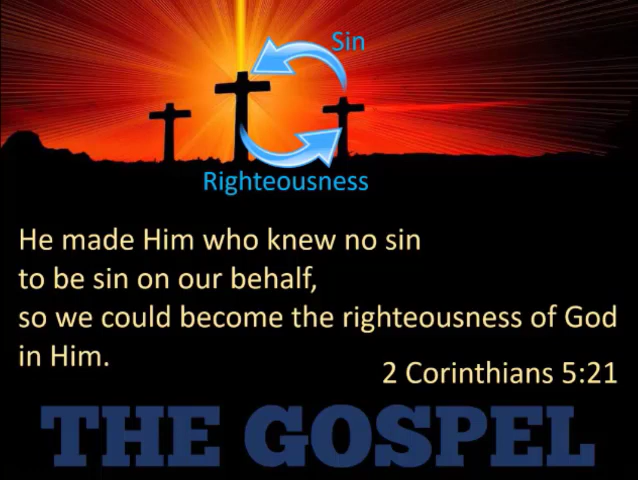 Sin
Righteousness
He made Him who knew no sin
to be sin on our behalf,
so we could become the righteousness of God
in Him.
2 Corinthians 5:21
THE GOSPEL